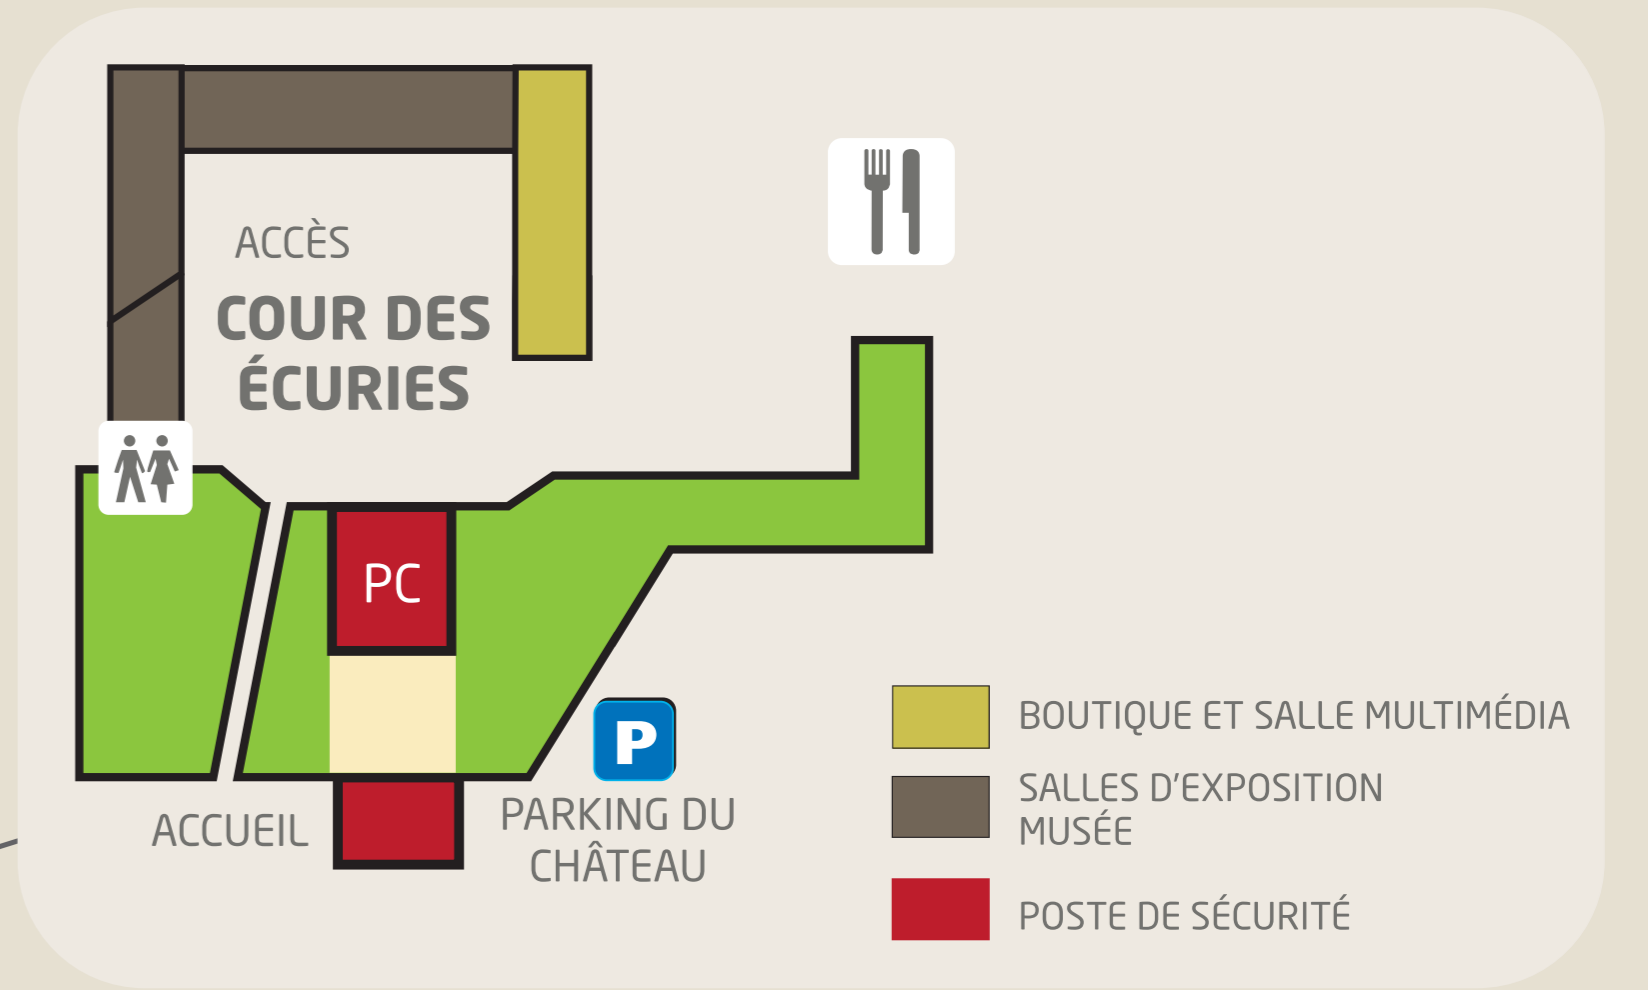 ACCÈS
COUR DES
ÉCURIES
PC
P
ACCUEIL
PARKING DU
CHÂTEAU
BOUTIQUE ET SALLE MULTIMÉDIA
SALLES D'EXPOSITION
MUSÉE
POSTE DE SÉCURITÉ